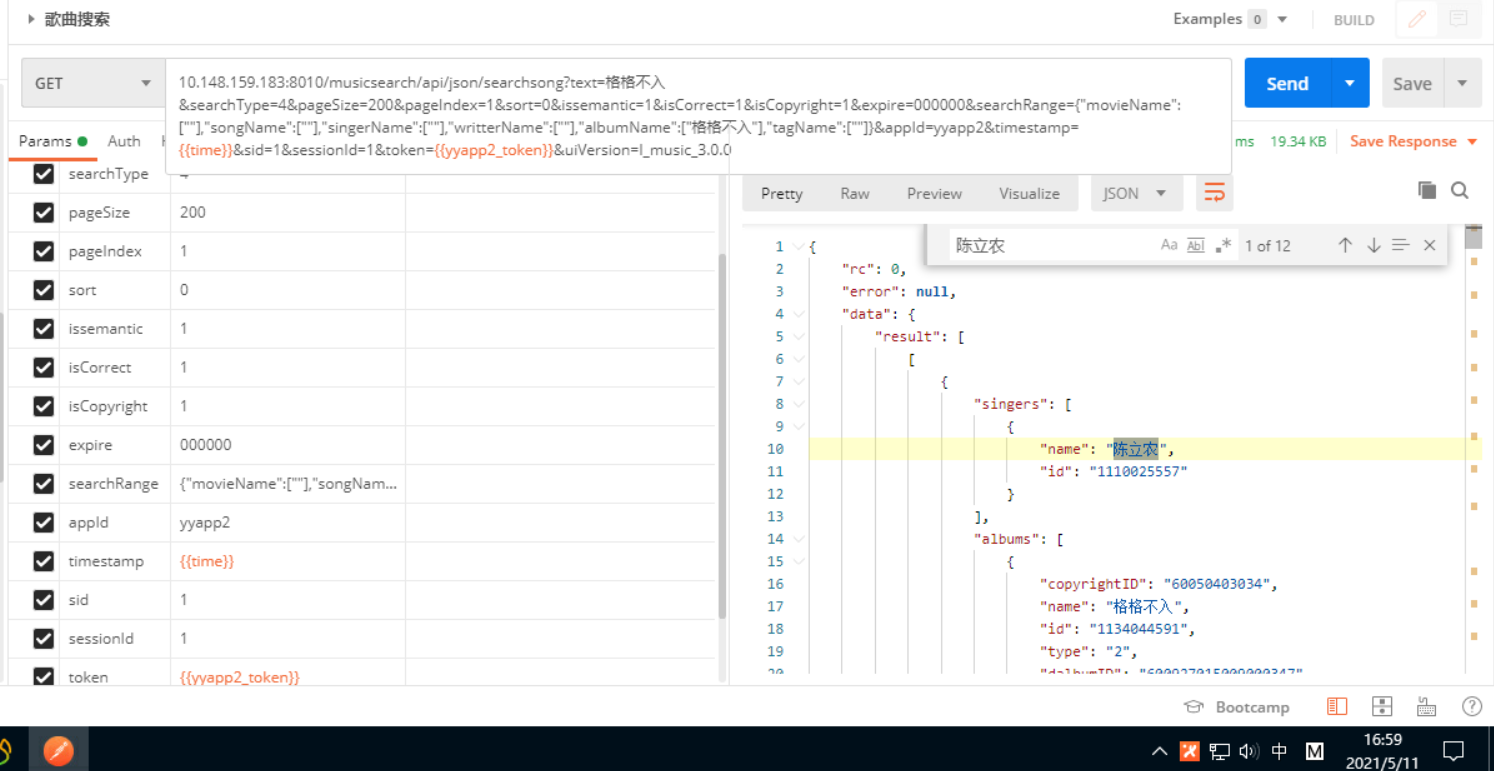 歌曲搜索
Examples 0
BUILD
GET
10.148.159.183:8010/musicsearch/api/json/searchsong?text=格格不入
&searchType=4&pageSize=200&pageIndex=1&sort=0&issemantic=1&isCorrect=1&isCopyright=1&expire=000000&searchRange={"movieName":
[""],"songName":[""],"singerName":[""],"writterName":[""],"albumName":["格格不入"],"tagName":[""]}&appId=yyapp2&timestamp=
{{time}}&sid=1&sessionId=1&token={{yyapp2_token}}&uiVersion=l_music_3.0.0
Send
Save
Params
Auth
ms 19.34 KB Save Response
searchType 4
pageSize 200
pageIndex 1
sort 0
issemantic 1
isCorrect 1
isCopyright 1
expire 000000
searchRange {"movieName":[""],"songNam...
appId yyapp2
timestamp {{time}}
sid 1
sessionId 1
token {{yyapp2_token}}
Pretty Raw Preview Visualize JSON
陈立农 Aa Abl .* 1 of 12
1 {
2 "rc": 0,
3 "error": null,
4 "data": {
5 "result": [
6 [
7 {
8 "singers": [
9 {
10 "name": "陈立农",
11 "id": "1110025557"
12 }
13 ],
14 "albums": [
15 {
16 "copyrightID": "60050403034",
17 "name": "格格不入",
18 "id": "1134044591",
19 "type": "2",
20 "dalbumID": "600927015009000347"
Bootcamp
中 M
16:59
2021/5/11